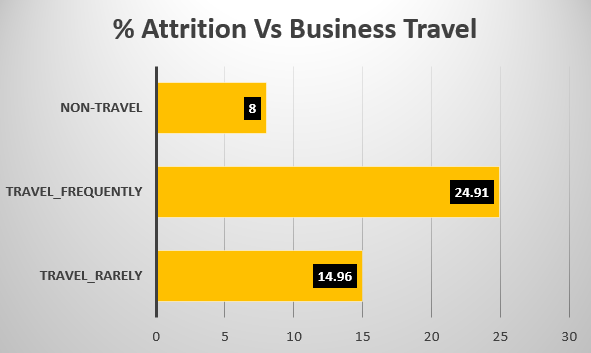 % Attrition Vs Business Travel
NON-TRAVEL
8
TRAVEL_FREQUENTLY
24.91
TRAVEL_RARELY
14.96
0 5 10 15 20 25 30